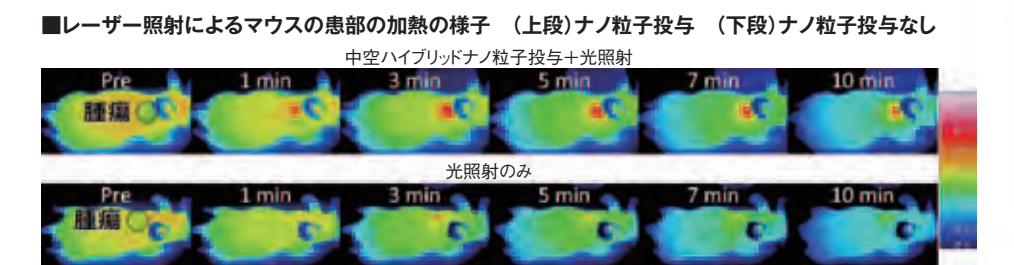 ■レーザー照射によるマウスの患部の加熱の様子　（上段）ナノ粒子投与　（下段）ナノ粒子投与なし
中空ハイブリッドナノ粒子投与＋光照射
Pre 1 min 3 min 5 min 7 min 10 min
腫瘍
光照射のみ
Pre 1 min 3 min 5 min 7 min 10 min
腫瘍